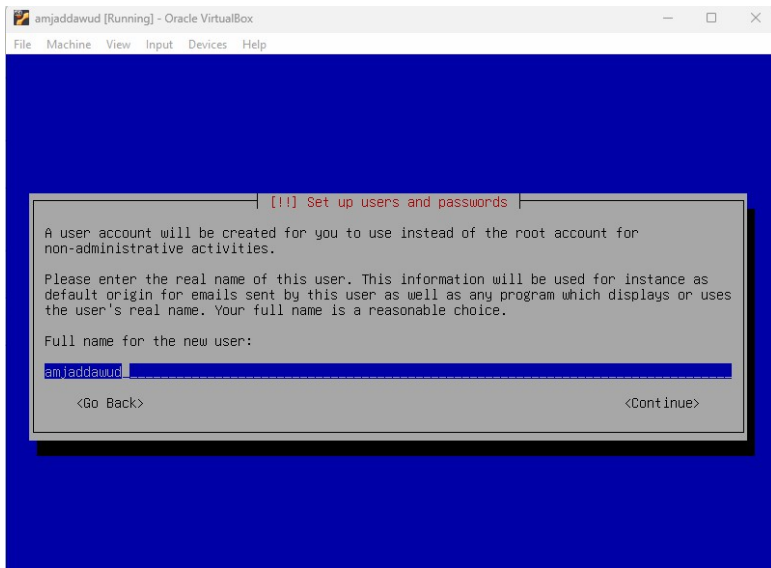 amjaddawud [Running] - Oracle VirtualBox
File Machine View Input Devices Help
[!!] Set up users and passwords
A user account will be created for you to use instead of the root account for
non-administrative activities.
Please enter the real name of this user. This information will be used for instance as
default origin for emails sent by this user as well as any program which displays or uses
the user's real name. Your full name is a reasonable choice.
Full name for the new user:
amjaddawud
<Go Back> <Continue>